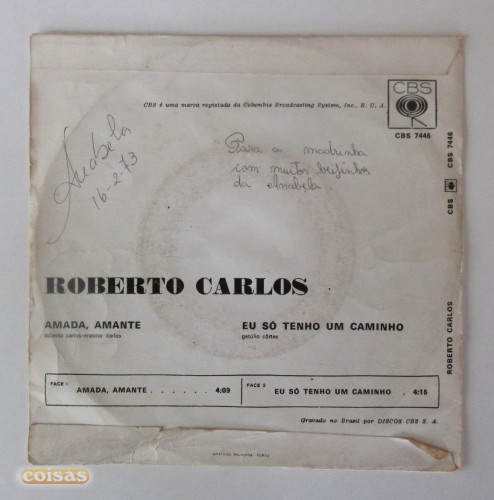 CBS
CBS é uma marca registada da Columbia Broadcasting System, Inc., E. U. A.
CBS 7446
Anabela
16-2-73
Para a madrinha
com muitos beijinhos
da Anabela
ROBERTO CARLOS
AMADA, AMANTE
roberto carlos-erasmo carlos
EU SÓ TENHO UM CAMINHO
getúlio côrtes
FACE 1
AMADA, AMANTE . . . . . . 4:09
FACE 2
EU SÓ TENHO UM CAMINHO . 4:15
Gravado no Brasil por DISCOS CBS S. A.
ROBERTO CARLOS
CBS
CBS 7446
coisas